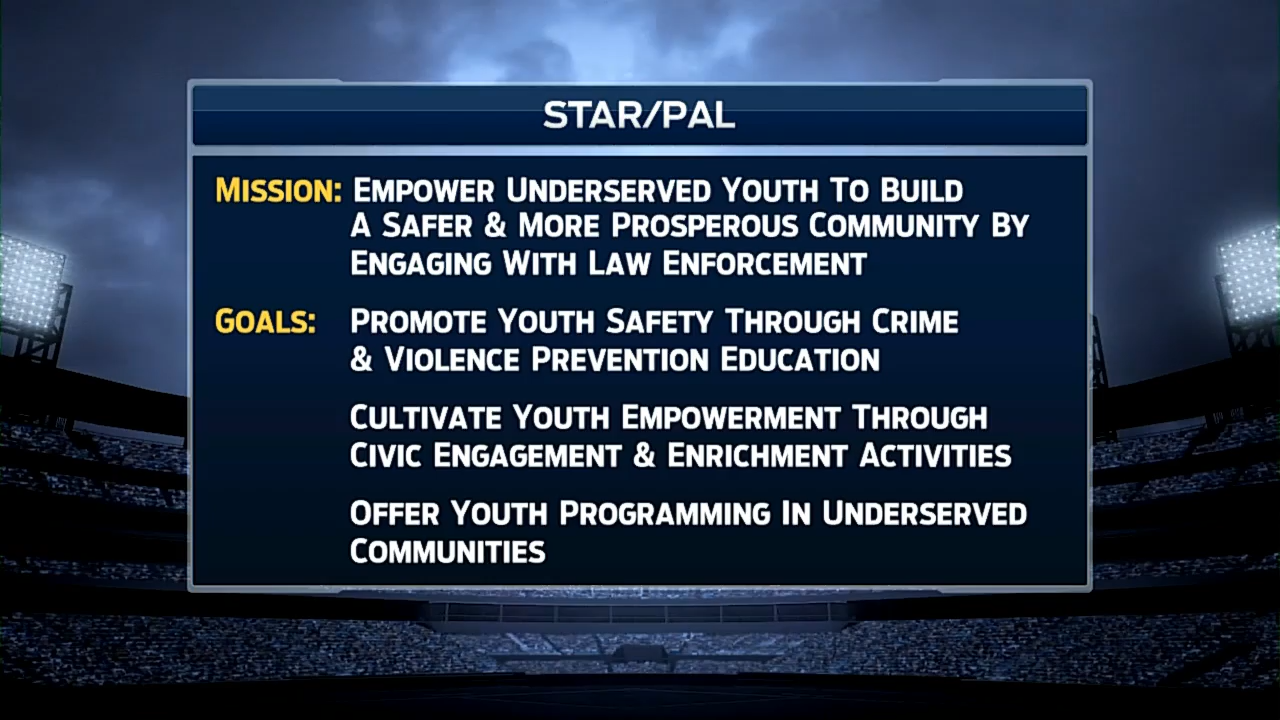 STAR/PAL
MISSION: EMPOWER UNDERSERVED YOUTH TO BUILD
A SAFER & MORE PROSPEROUS COMMUNITY BY
ENGAGING WITH LAW ENFORCEMENT
GOALS: PROMOTE YOUTH SAFETY THROUGH CRIME
& VIOLENCE PREVENTION EDUCATION
CULTIVATE YOUTH EMPOWERMENT THROUGH
CIVIC ENGAGEMENT & ENRICHMENT ACTIVITIES
OFFER YOUTH PROGRAMMING IN UNDERSERVED
COMMUNITIES